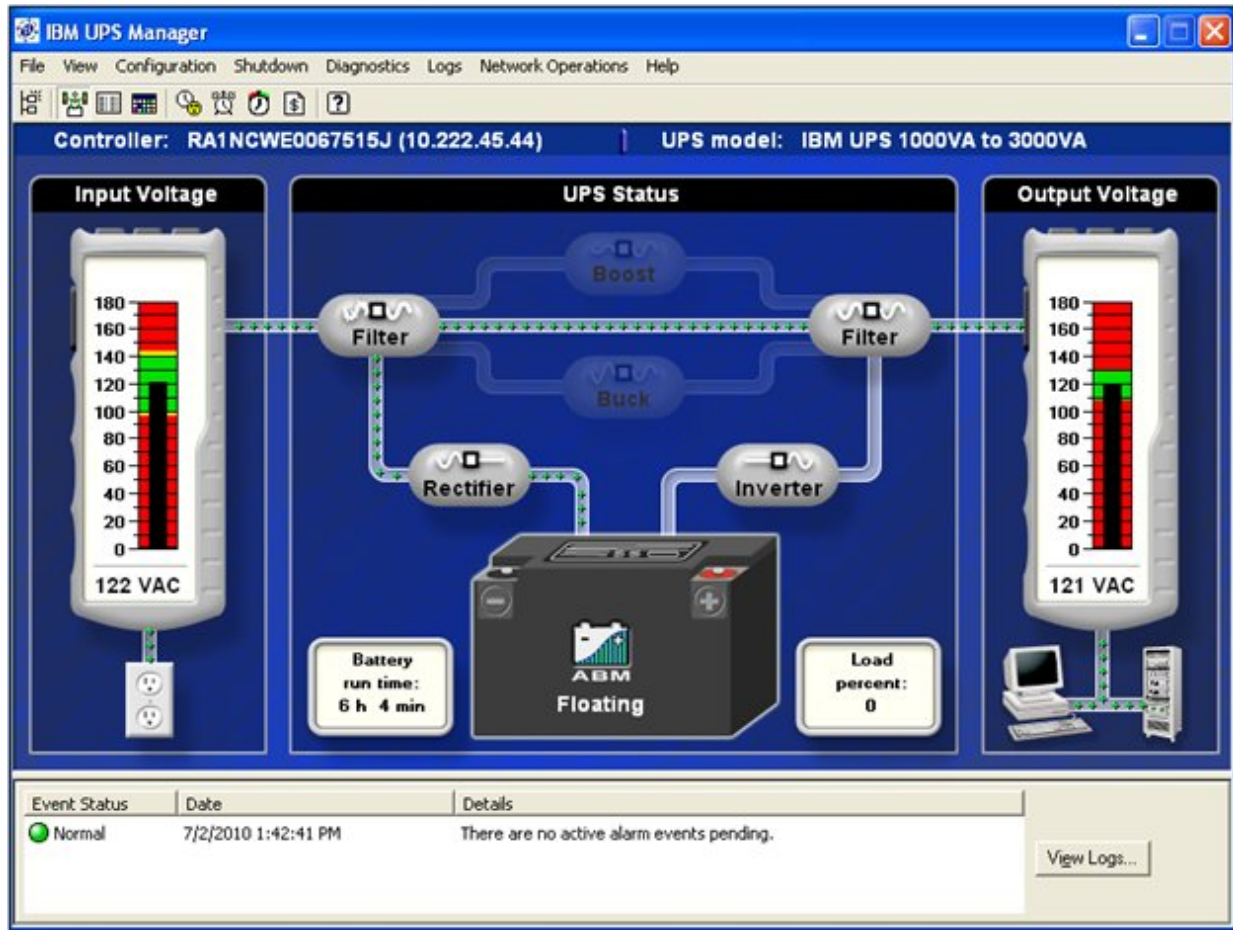 IBM UPS Manager
File View Configuration Shutdown Diagnostics Logs Network Operations Help
Controller: RA1NCWE0067515J (10.222.45.44) UPS model: IBM UPS 1000VA to 3000VA
Input Voltage
180
160
140
120
100
80
60
40
20
0
122 VAC
UPS Status
Boost
Filter
Filter
Buck
Rectifier
Inverter
Battery
run time:
6 h 4 min
ABM
Floating
Load
percent:
0
Output Voltage
180
160
140
120
100
80
60
40
20
0
121 VAC
Event Status Date Details
Normal 7/2/2010 1:42:41 PM There are no active alarm events pending.
View Logs...